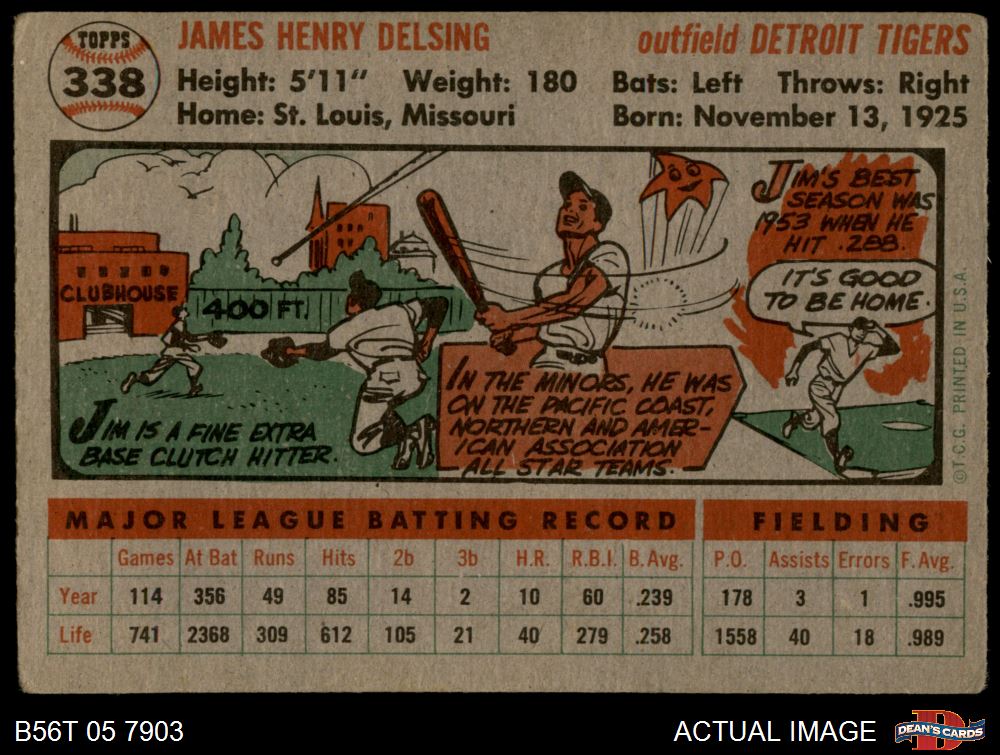 TOPPS
338
JAMES HENRY DELSING
outfield DETROIT TIGERS
Height: 5'11" Weight: 180 Bats: Left Throws: Right
Home: St. Louis, Missouri Born: November 13, 1925
CLUBHOUSE
400 FT.
JIM IS A FINE EXTRA
BASE CLUTCH HITTER.
IN THE MINORS, HE WAS
ON THE PACIFIC COAST,
NORTHERN AND AMER-
ICAN ASSOCIATION
ALL STAR TEAMS.
JIM'S BEST
SEASON WAS
1953 WHEN HE
HIT .288.
IT'S GOOD
TO BE HOME.
©T.C.G. PRINTED IN U.S.A.
MAJOR LEAGUE BATTING RECORD
Games At Bat Runs Hits 2b 3b H.R. R.B.I. B. Avg.
Year 114 356 49 85 14 2 10 60 .239
Life 741 2368 309 612 105 21 40 279 .258
FIELDING
P.O. Assists Errors F. Avg.
178 3 1 .995
1558 40 18 .989
B56T 05 7903
ACTUAL IMAGE
D
DEAN'S CARDS